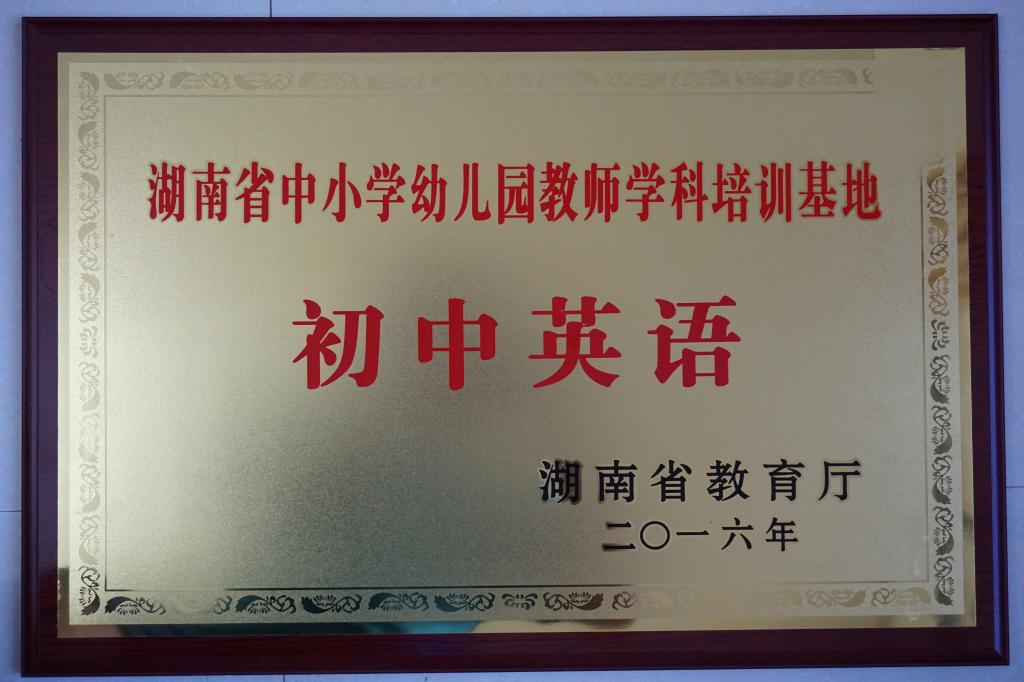 湖南省中小学幼儿园教师学科培训基地
初中英语
湖南省教育厅
二〇一六年